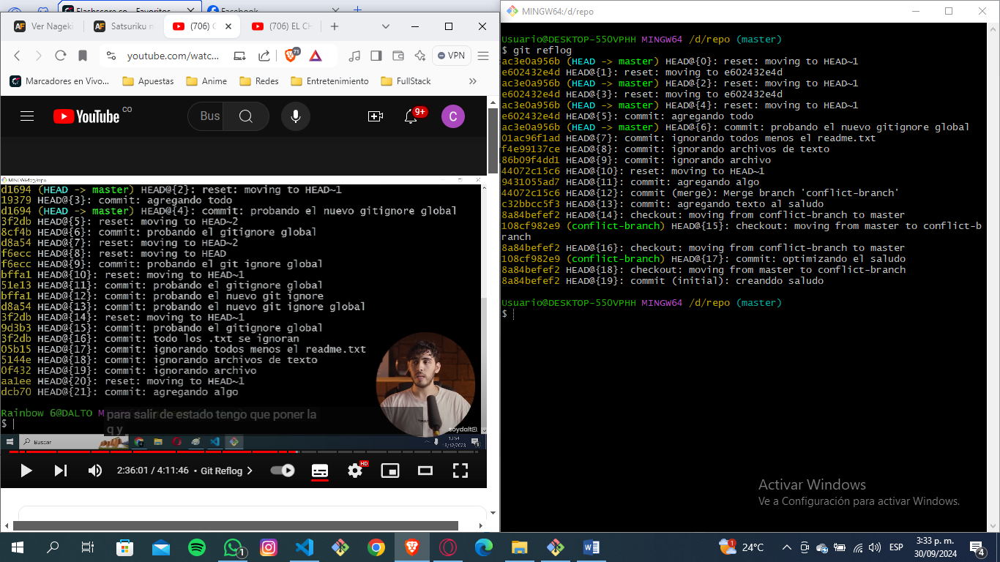 Flashscore.co - Favoritos
Facebook
Ver Nageki
Satsuriku n
(706) C
(706) EL CH
youtube.com/watc...
71
VPN
Marcadores en Vivo...
Apuestas
Anime
Redes
Entretenimiento
FullStack
YouTube CO
Bus
9+
C
MINGW64:/d/repo
d1694 (HEAD -> master) HEAD@{2}: reset: moving to HEAD~1
19379 HEAD@{3}: commit: agregando todo
d1694 (HEAD -> master) HEAD@{4}: commit: probando el nuevo gitignore global
3f2db HEAD@{5}: reset: moving to HEAD~2
8cf4b HEAD@{6}: commit: probando el gitignore global
d8a54 HEAD@{7}: reset: moving to HEAD~2
f6ecc HEAD@{8}: reset: moving to HEAD
f6ecc HEAD@{9}: commit: probando el git ignore global
bffa1 HEAD@{10}: reset: moving to HEAD~1
51e13 HEAD@{11}: commit: probando el gitignore global
bffa1 HEAD@{12}: commit: probando el nuevo git ignore
d8a54 HEAD@{13}: commit: probando el nuevo git ignore global
3f2db HEAD@{14}: reset: moving to HEAD~1
9d3b3 HEAD@{15}: commit: probando el gitignore global
3f2db HEAD@{16}: commit: todo los .txt se ignoran
05b15 HEAD@{17}: commit: ignorando todos menos el readme.txt
5144e HEAD@{18}: commit: ignorando archivos de texto
0f432 HEAD@{19}: commit: ignorando archivo
aa1ee HEAD@{20}: reset: moving to HEAD~1
dcb70 HEAD@{21}: commit: agregando algo
Rainbow 6@DALTO M
para salir de estado tengo que poner la
q y
$
soydalto
Buscar
10:54
15/12/2023
2:36:01 / 4:11:46 • Git Reflog
HD
MINGW64:/d/repo
Usuario@DESKTOP-550VPHH MINGW64 /d/repo (master)
$ git reflog
ac3e0a956b (HEAD -> master) HEAD@{0}: reset: moving to HEAD~1
e602432e4d HEAD@{1}: reset: moving to e602432e4d
ac3e0a956b (HEAD -> master) HEAD@{2}: reset: moving to HEAD~1
e602432e4d HEAD@{3}: reset: moving to e602432e4d
ac3e0a956b (HEAD -> master) HEAD@{4}: reset: moving to HEAD~1
e602432e4d HEAD@{5}: commit: agregando todo
ac3e0a956b (HEAD -> master) HEAD@{6}: commit: probando el nuevo gitignore global
01ac96f1ad HEAD@{7}: commit: ignorando todos menos el readme.txt
f4e99137ce HEAD@{8}: commit: ignorando archivos de texto
86b09f4dd1 HEAD@{9}: commit: ignorando archivo
44072c15c6 HEAD@{10}: reset: moving to HEAD~1
9431055ad7 HEAD@{11}: commit: agregando algo
44072c15c6 HEAD@{12}: commit (merge): Merge branch 'conflict-branch'
c32bbcc5f3 HEAD@{13}: commit: agregando texto al saludo
8a84befef2 HEAD@{14}: checkout: moving from conflict-branch to master
108cf982e9 (conflict-branch) HEAD@{15}: checkout: moving from master to conflict-b
ranch
8a84befef2 HEAD@{16}: checkout: moving from conflict-branch to master
108cf982e9 (conflict-branch) HEAD@{17}: commit: optimizando el saludo
8a84befef2 HEAD@{18}: checkout: moving from master to conflict-branch
8a84befef2 HEAD@{19}: commit (initial): creanddo saludo
Usuario@DESKTOP-550VPHH MINGW64 /d/repo (master)
$
Activar Windows
Ve a Configuración para activar Windows.
1
24°C
ESP
3:33 p. m.
30/09/2024
4